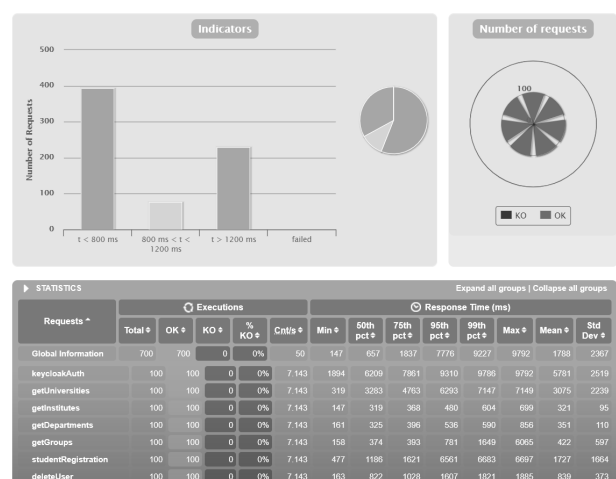 Indicators
500
400
300
200
100
0
Number of Requests
t < 800 ms
800 ms < t <
1200 ms
t > 1200 ms
failed
Number of requests
100
KO OK
STATISTICS Expand all groups | Collapse all groups
Executions Response Time (ms)
Requests Total OK KO % KO Cnt/s Min 50th pct 75th pct 95th pct 99th pct Max Mean Std Dev
Global Information 700 700 0 0% 50 147 657 1837 7776 9227 9792 1788 2367
keycloakAuth 100 100 0 0% 7.143 1894 6209 7861 9310 9786 9792 5781 2519
getUniversities 100 100 0 0% 7.143 319 3283 4763 6293 7147 7149 3075 2239
getInstitutes 100 100 0 0% 7.143 147 319 368 480 604 699 321 95
getDepartments 100 100 0 0% 7.143 161 325 396 536 590 856 351 110
getGroups 100 100 0 0% 7.143 158 374 393 781 1649 6065 422 597
studentRegistration 100 100 0 0% 7.143 477 1186 1621 6561 6683 6697 1727 1664
deleteUser 100 100 0 0% 7.143 163 822 1028 1607 1821 1885 839 373